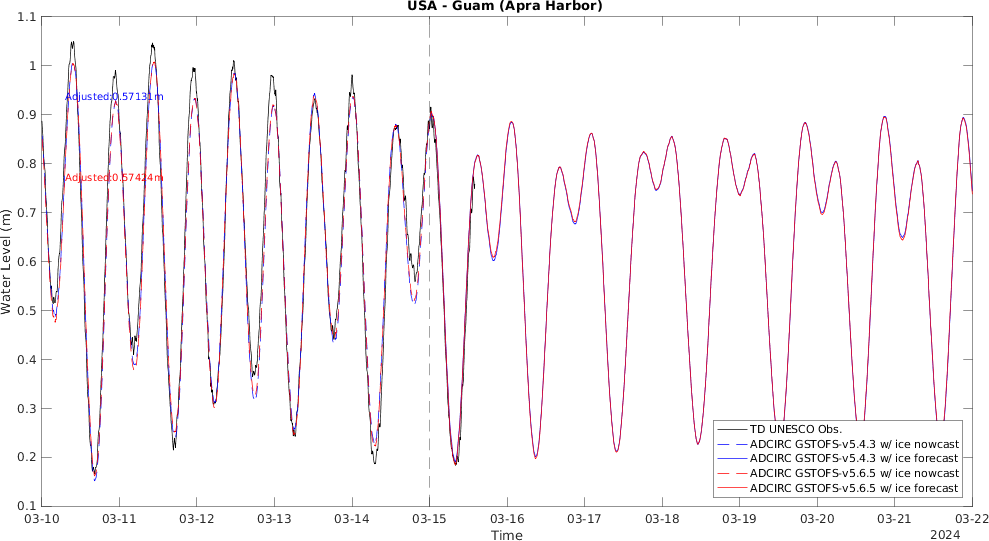 USA - Guam (Apra Harbor)
1.1
1
0.9
0.8
0.7
0.6
0.5
0.4
0.3
0.2
0.1
Water Level (m)
Adjusted:0.57131m
Adjusted:0.57424m
TD UNESCO Obs.
ADCIRC GSTOFS-v5.4.3 w/ ice nowcast
ADCIRC GSTOFS-v5.4.3 w/ ice forecast
ADCIRC GSTOFS-v5.6.5 w/ ice nowcast
ADCIRC GSTOFS-v5.6.5 w/ ice forecast
03-10 03-11 03-12 03-13 03-14 03-15 03-16 03-17 03-18 03-19 03-20 03-21 03-22
Time
2024